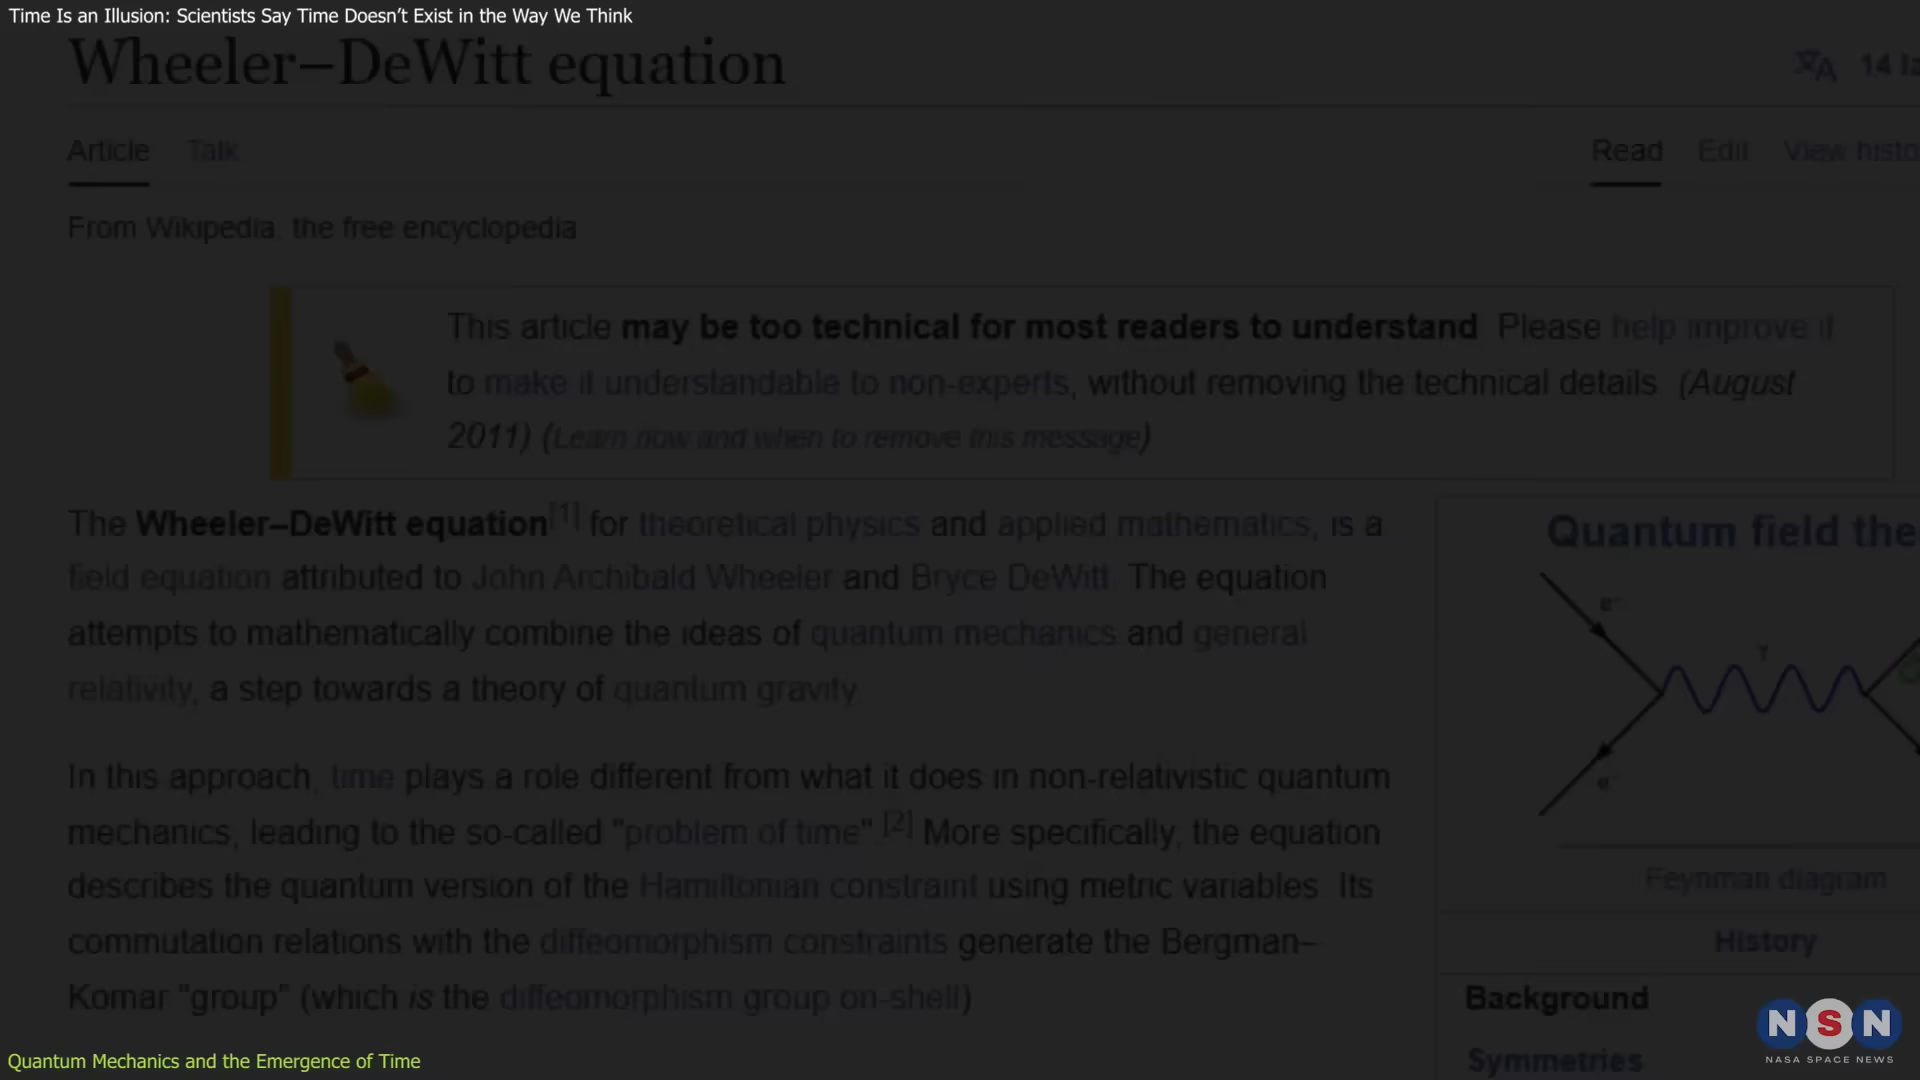 Time Is an Illusion: Scientists Say Time Doesn’t Exist in the Way We Think
Wheeler–DeWitt equation
14 la
Article Talk
Read Edit View histo
From Wikipedia, the free encyclopedia
This article may be too technical for most readers to understand. Please help improve it
to make it understandable to non-experts, without removing the technical details. (August
2011) (Learn how and when to remove this message)
The Wheeler–DeWitt equation[1] for theoretical physics and applied mathematics, is a
field equation attributed to John Archibald Wheeler and Bryce DeWitt. The equation
attempts to mathematically combine the ideas of quantum mechanics and general
relativity, a step towards a theory of quantum gravity.
In this approach, time plays a role different from what it does in non-relativistic quantum
mechanics, leading to the so-called "problem of time".[2] More specifically, the equation
describes the quantum version of the Hamiltonian constraint using metric variables. Its
commutation relations with the diffeomorphism constraints generate the Bergman–
Komar "group" (which is the diffeomorphism group on-shell)
Quantum field the
Feynman diagram
History
Background
Symmetries
NSN
NASA SPACE NEWS
Quantum Mechanics and the Emergence of Time